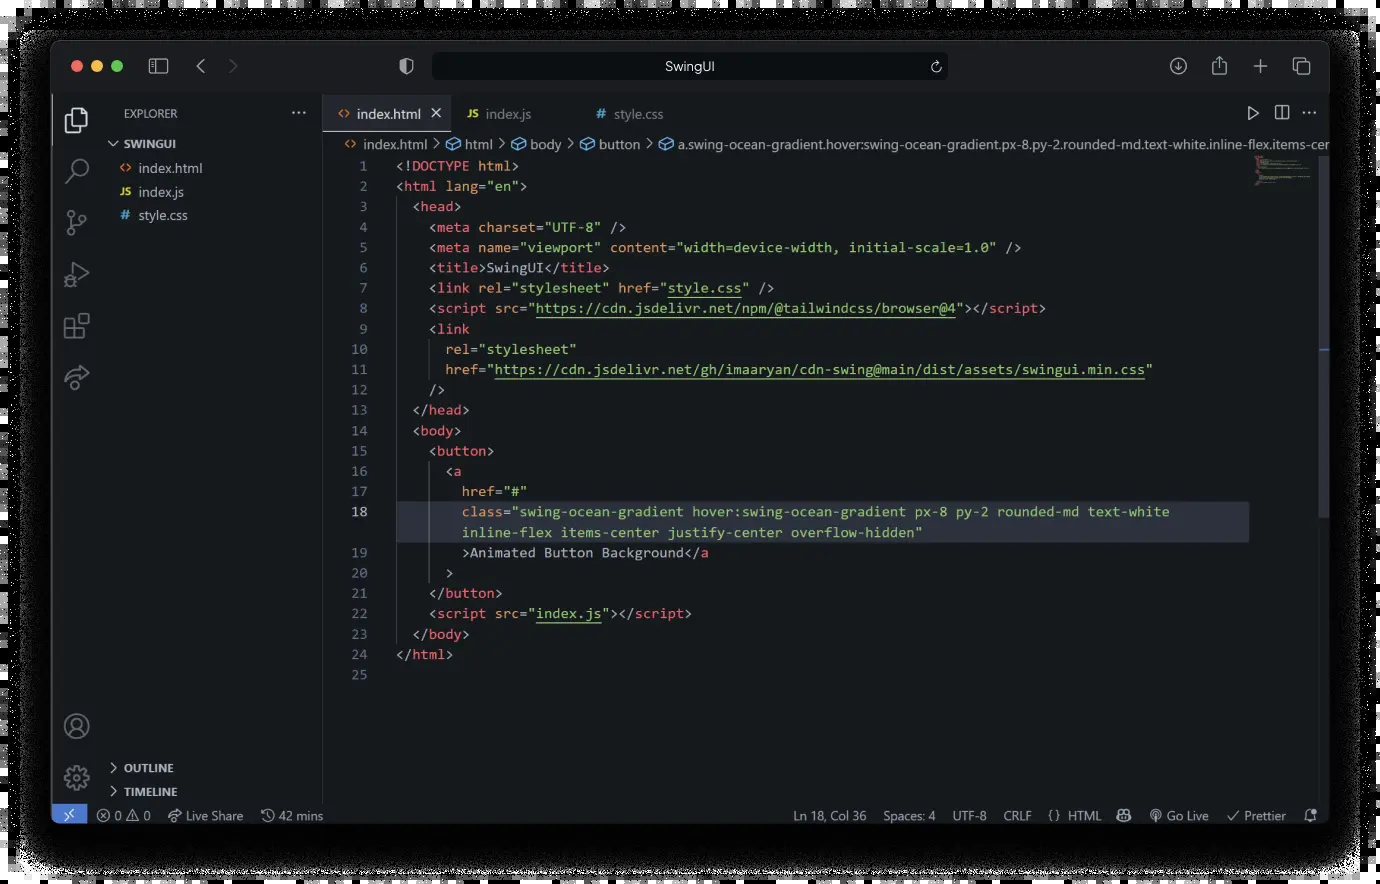 SwingUI
EXPLORER
SWINGUI
index.html
JS index.js
# style.css
OUTLINE
TIMELINE
index.html
JS index.js
# style.css
index.html > html > body > button > a.swing-ocean-gradient.hover:swing-ocean-gradient.px-8.py-2.rounded-md.text-white.inline-flex.items-cer
1 <!DOCTYPE html>
2 <html lang="en">
3 <head>
4 <meta charset="UTF-8" />
5 <meta name="viewport" content="width=device-width, initial-scale=1.0" />
6 <title>SwingUI</title>
7 <link rel="stylesheet" href="style.css" />
8 <script src="https://cdn.jsdelivr.net/npm/@tailwindcss/browser@4"></script>
9 <link
10 rel="stylesheet"
11 href="https://cdn.jsdelivr.net/gh/imaaryan/cdn-swing@main/dist/assets/swingui.min.css"
12 />
13 </head>
14 <body>
15 <button>
16 <a
17 href="#"
18 class="swing-ocean-gradient hover:swing-ocean-gradient px-8 py-2 rounded-md text-white
inline-flex items-center justify-center overflow-hidden"
19 >Animated Button Background</a
20 >
21 </button>
22 <script src="index.js"></script>
23 </body>
24 </html>
25
0 0 Live Share 42 mins Ln 18, Col 36 Spaces: 4 UTF-8 CRLF {} HTML Go Live Prettier